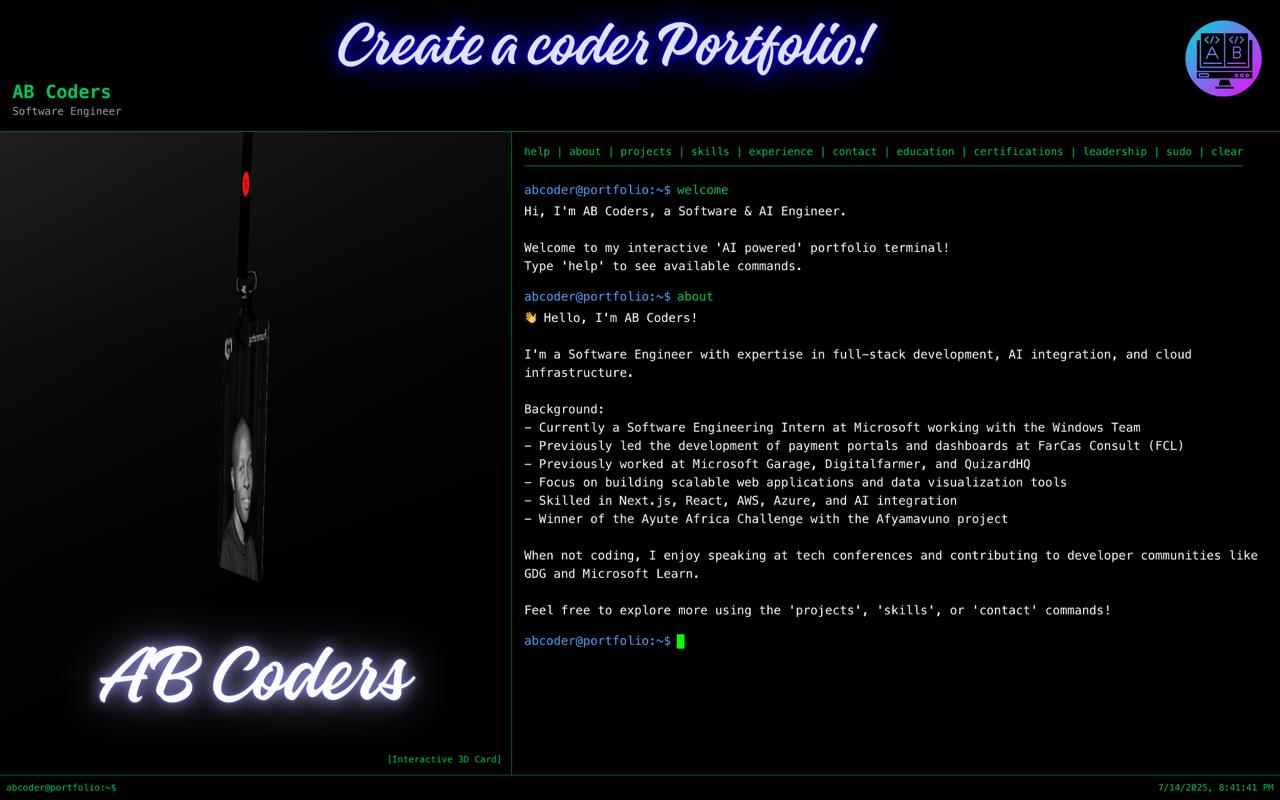 Create a coder Portfolio!
A B
AB Coders
Software Engineer
help | about | projects | skills | experience | contact | education | certifications | leadership | sudo | clear
abcoder@portfolio:~$ welcome
Hi, I'm AB Coders, a Software & AI Engineer.
Welcome to my interactive 'AI powered' portfolio terminal!
Type 'help' to see available commands.
abcoder@portfolio:~$ about
👋 Hello, I'm AB Coders!
I'm a Software Engineer with expertise in full-stack development, AI integration, and cloud
infrastructure.
Background:
- Currently a Software Engineering Intern at Microsoft working with the Windows Team
- Previously led the development of payment portals and dashboards at FarCas Consult (FCL)
- Previously worked at Microsoft Garage, Digitalfarmer, and QuizardHQ
- Focus on building scalable web applications and data visualization tools
- Skilled in Next.js, React, AWS, Azure, and AI integration
- Winner of the Ayute Africa Challenge with the Afyamavuno project
When not coding, I enjoy speaking at tech conferences and contributing to developer communities like
GDG and Microsoft Learn.
Feel free to explore more using the 'projects', 'skills', or 'contact' commands!
abcoder@portfolio:~$
AB Coders
[Interactive 3D Card]
abcoder@portfolio:~$
7/14/2025, 8:41:41 PM